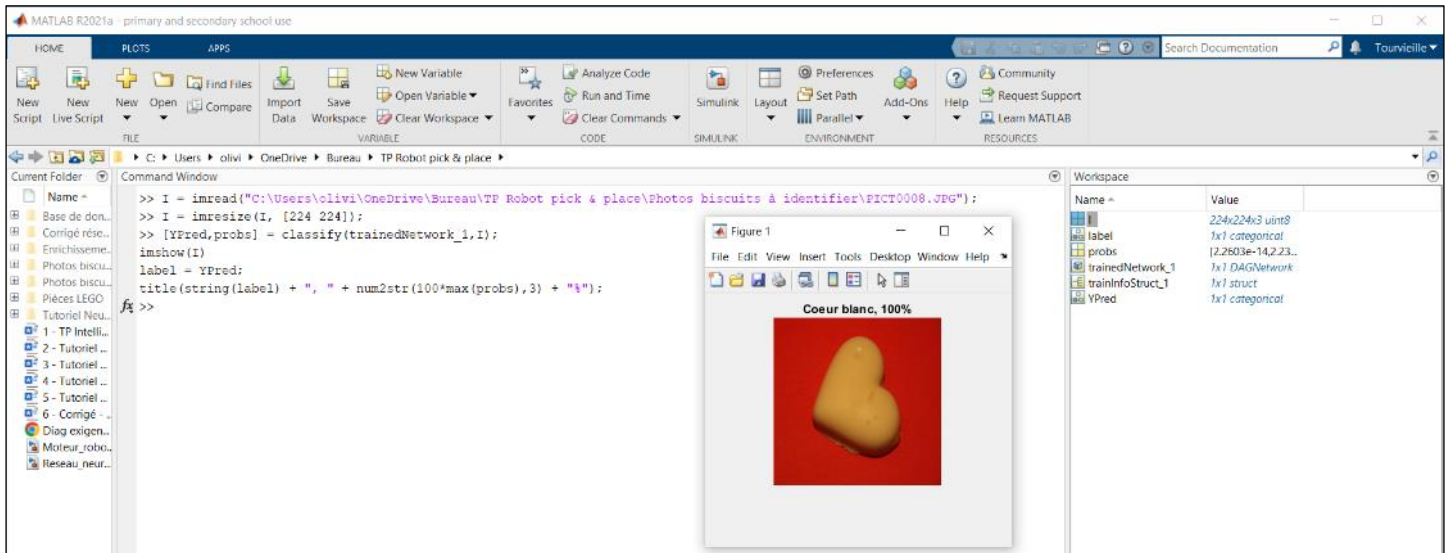 MATLAB R2021a - primary and secondary school use
HOME PLOTS APPS
Search Documentation Tourvieille
New Script
New Live Script
New
Open
Find Files
Compare
Import Data
Save Workspace
New Variable
Open Variable
Clear Workspace
Favorites
Analyze Code
Run and Time
Clear Commands
Simulink
Layout
Preferences
Set Path
Parallel
Add-Ons
Help
Community
Request Support
Learn MATLAB
FILE VARIABLE CODE SIMULINK ENVIRONMENT RESOURCES
C: Users olivi OneDrive Bureau TP Robot pick & place
Current Folder
Name
Base de don...
Corrigé rése...
Enrichisseme...
Photos biscu...
Photos biscu...
Pièces LEGO
Tutoriel Neu...
1 - TP Intelli...
2 - Tutoriel ...
3 - Tutoriel ...
4 - Tutoriel ...
5 - Tutoriel ...
6 - Corrigé - ...
Diag exigen...
Moteur_robo...
Reseau_neur...
Command Window
>> I = imread("C:\Users\olivi\OneDrive\Bureau\TP Robot pick & place\Photos biscuits à identifier\PICT0008.JPG");
>> I = imresize(I, [224 224]);
>> [YPred,probs] = classify(trainedNetwork_1,I);
imshow(I)
label = YPred;
title(string(label) + ", " + num2str(100*max(probs),3) + "%");
fx >>
Figure 1
File Edit View Insert Tools Desktop Window Help
Coeur blanc, 100%
Workspace
Name Value
I 224x224x3 uint8
label 1x1 categorical
probs [2.2603e-14,2.23...
trainedNetwork_1 1x1 DAGNetwork
trainInfoStruct_1 1x1 struct
YPred 1x1 categorical